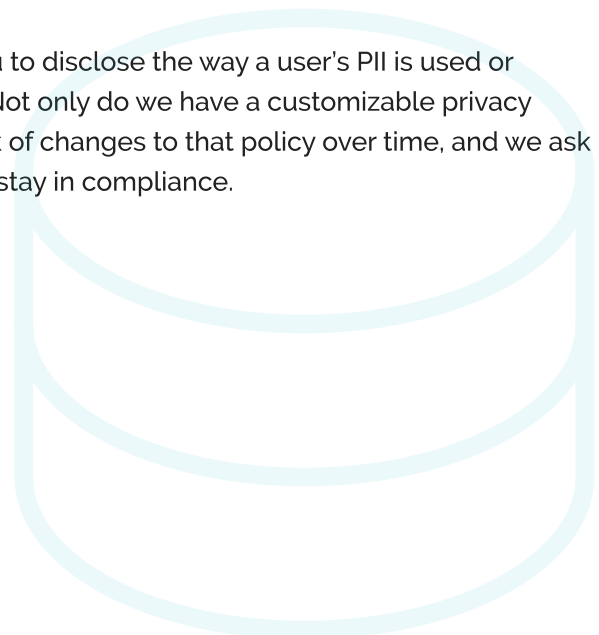 to disclose the way a user’s PII is used or
Not only do we have a customizable privacy
of changes to that policy over time, and we ask
stay in compliance.